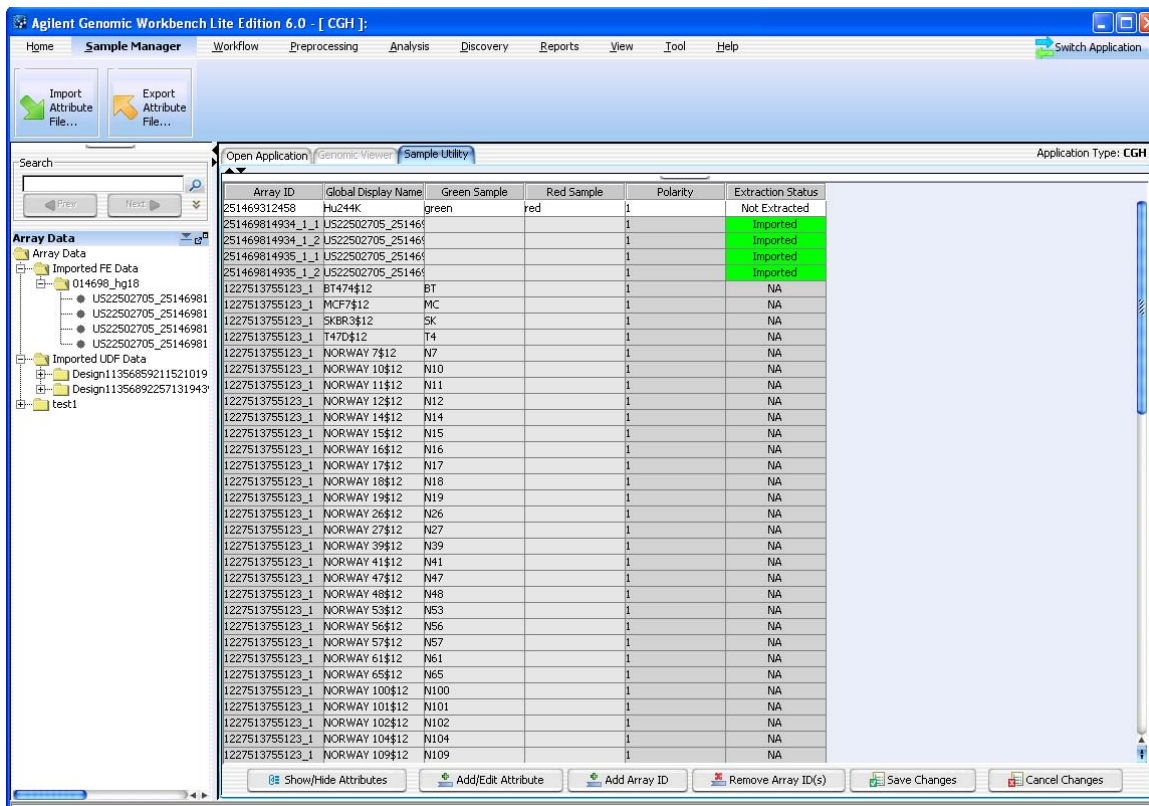 Agilent Genomic Workbench Lite Edition 6.0 - [ CGH ]:
Home Sample Manager Workflow Preprocessing Analysis Discovery Reports View Tool Help Switch Application
Import Attribute File...
Export Attribute File...
Search
Prev Next
Array Data
Array Data
Imported FE Data
014698_hg18
US22502705_25146981
US22502705_25146981
US22502705_25146981
US22502705_25146981
Imported UDF Data
Design11356859211521019
Design113568922571319439
test1
Open Application Genomic Viewer Sample Utility Application Type: CGH
Array ID Global Display Name Green Sample Red Sample Polarity Extraction Status
251469312458 Hu244K green red 1 Not Extracted
251469814934_1_1 US22502705_25146 1 Imported
251469814934_1_2 US22502705_25146 1 Imported
251469814935_1_1 US22502705_25146 1 Imported
251469814935_1_2 US22502705_25146 1 Imported
1227513755123_1 BT474$12 BT 1 NA
1227513755123_1 MCF7$12 MC 1 NA
1227513755123_1 SKBR3$12 SK 1 NA
1227513755123_1 T47D$12 T4 1 NA
1227513755123_1 NORWAY 7$12 N7 1 NA
1227513755123_1 NORWAY 10$12 N10 1 NA
1227513755123_1 NORWAY 11$12 N11 1 NA
1227513755123_1 NORWAY 12$12 N12 1 NA
1227513755123_1 NORWAY 14$12 N14 1 NA
1227513755123_1 NORWAY 15$12 N15 1 NA
1227513755123_1 NORWAY 16$12 N16 1 NA
1227513755123_1 NORWAY 17$12 N17 1 NA
1227513755123_1 NORWAY 18$12 N18 1 NA
1227513755123_1 NORWAY 19$12 N19 1 NA
1227513755123_1 NORWAY 26$12 N26 1 NA
1227513755123_1 NORWAY 27$12 N27 1 NA
1227513755123_1 NORWAY 39$12 N39 1 NA
1227513755123_1 NORWAY 41$12 N41 1 NA
1227513755123_1 NORWAY 47$12 N47 1 NA
1227513755123_1 NORWAY 48$12 N48 1 NA
1227513755123_1 NORWAY 53$12 N53 1 NA
1227513755123_1 NORWAY 56$12 N56 1 NA
1227513755123_1 NORWAY 57$12 N57 1 NA
1227513755123_1 NORWAY 61$12 N61 1 NA
1227513755123_1 NORWAY 65$12 N65 1 NA
1227513755123_1 NORWAY 100$12 N100 1 NA
1227513755123_1 NORWAY 101$12 N101 1 NA
1227513755123_1 NORWAY 102$12 N102 1 NA
1227513755123_1 NORWAY 104$12 N104 1 NA
1227513755123_1 NORWAY 109$12 N109 1 NA
Show/Hide Attributes Add/Edit Attribute Add Array ID Remove Array ID(s) Save Changes Cancel Changes